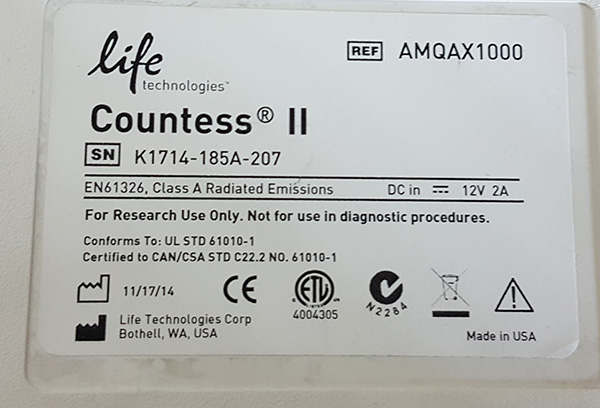 life
technologies™
REF AMQAX1000
Countess® II
SN K1714-185A-207
EN61326, Class A Radiated Emissions DC in ⎓ 12V 2A
For Research Use Only. Not for use in diagnostic procedures.
Conforms To: UL STD 61010-1
Certified to CAN/CSA STD C22.2 NO. 61010-1
11/17/14
CE
ETL
4004305
N2284
Life Technologies Corp
Bothell, WA, USA
Made in USA